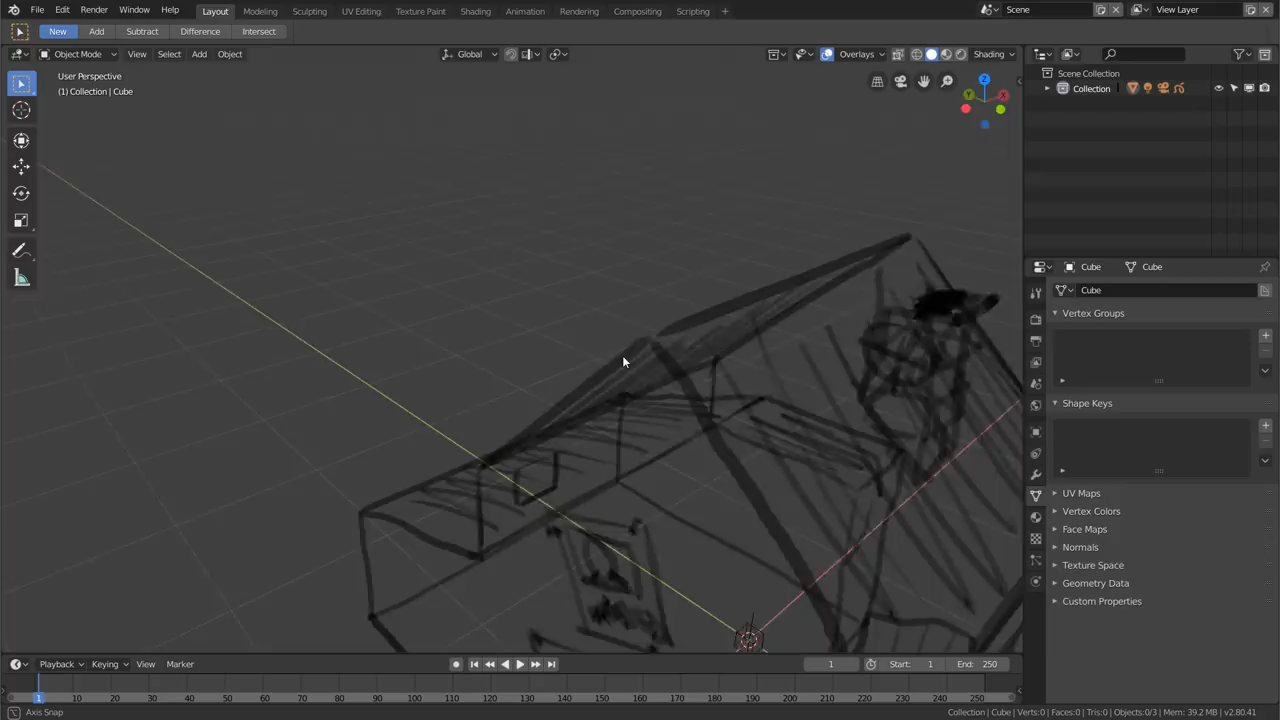 File Edit Render Window Help Layout Modeling Sculpting UV Editing Texture Paint Shading Animation Rendering Compositing Scripting + Scene View Layer
New Add Subtract Difference Intersect
Object Mode View Select Add Object Global Overlays Shading
User Perspective
(1) Collection | Cube
Z
Y
X
Scene Collection
Collection
Cube Cube
Cube
Vertex Groups
Shape Keys
UV Maps
Vertex Colors
Face Maps
Normals
Texture Space
Geometry Data
Custom Properties
Playback Keying View Marker 1 Start: 1 End: 250
1 10 20 30 40 50 60 70 80 90 100 110 120 130 140 150 160 170 180 190 200 210 220 230 240 250
Axis Snap Collection | Cube | Verts:0 | Faces:0 | Tris:0 | Objects:0/3 | Mem: 39.2 MB | v2.80.41